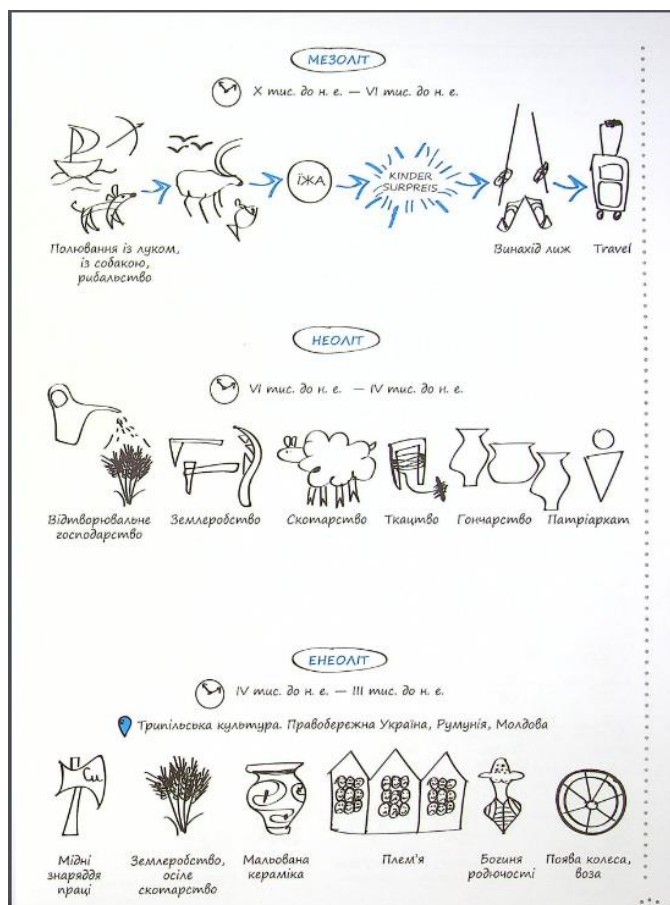 МЕЗОЛІТ
X тис. до н. е. — VI тис. до н. е.
ЇЖА
KINDER
SURPREIS
Полювання із луком,
із собакою,
рибальство
Винахід лиж
Travel
НЕОЛІТ
VI тис. до н. е. — IV тис. до н. е.
Відтворювальне
господарство
Землеробство
Скотарство
Ткацтво
Гончарство
Патріархат
ЕНЕОЛІТ
IV тис. до н. е. — III тис. до н. е.
Трипільська культура. Правобережна Україна, Румунія, Молдова
Cu
Мідні
знаряддя
праці
Землеробство,
осіле
скотарство
Мальована
кераміка
Плем'я
Богиня
родючості
Поява колеса,
воза